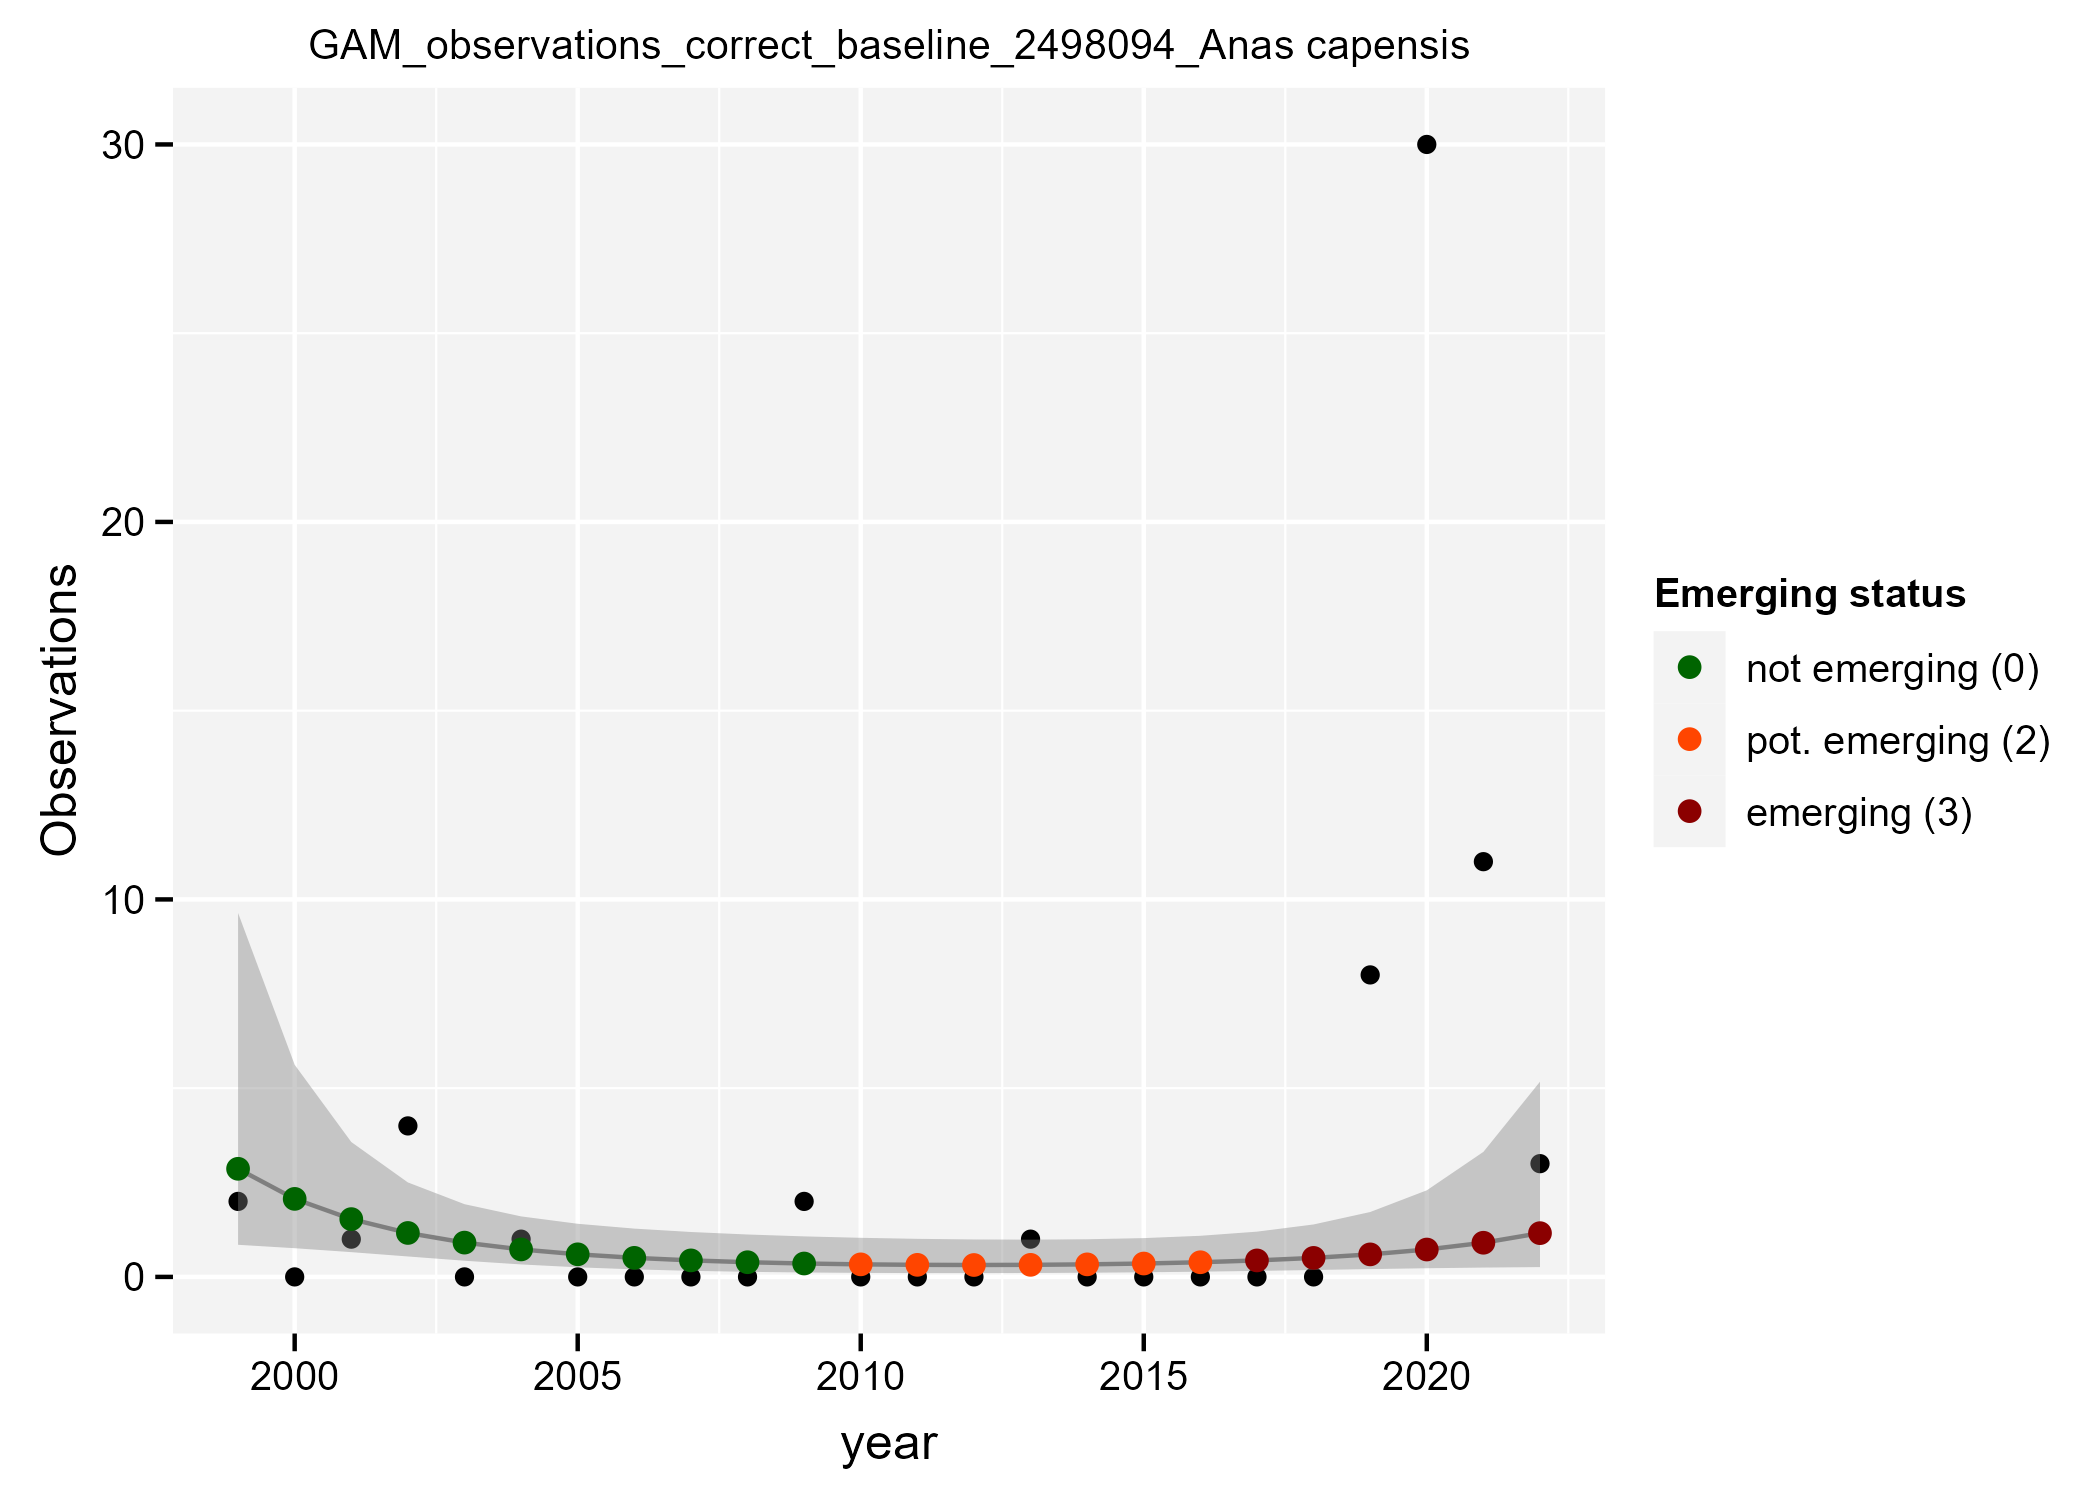 GAM_observations_correct_baseline_2498094_Anas capensis
30
20
10
0
Observations
2000
2005
2010
2015
2020
year
Emerging status
not emerging (0)
pot. emerging (2)
emerging (3)